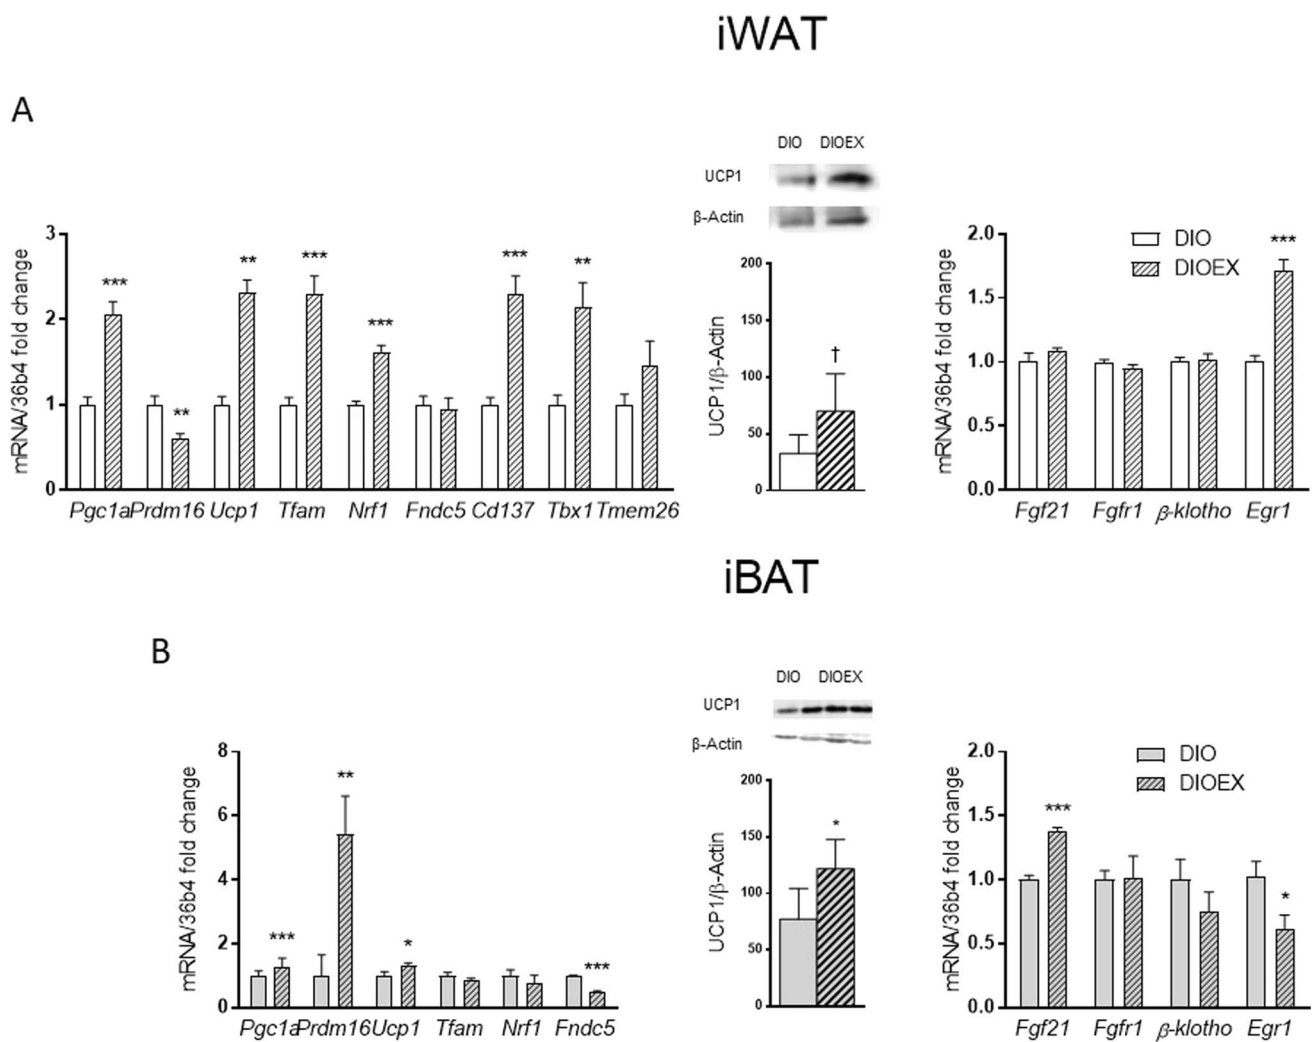 iWAT
A
DIO DIOEX
UCP1
β-Actin
mRNA/36b4 fold change
3
2
1
0
*** ** ** *** *** *** **
Pgc1a Prdm16 Ucp1 Tfam Nrf1 Fndc5 Cd137 Tbx1 Tmem26
UCP1/β-Actin
200
150
100
50
0
†
mRNA/36b4 fold change
2.0
1.5
1.0
0.5
0.0
DIO
DIOEX
***
Fgf21 Fgfr1 β-klotho Egr1
iBAT
B
DIO DIOEX
UCP1
β-Actin
mRNA/36b4 fold change
8
6
4
2
0
*** ** * ***
Pgc1a Prdm16 Ucp1 Tfam Nrf1 Fndc5
UCP1/β-Actin
200
150
100
50
0
*
mRNA/36b4 fold change
2.0
1.5
1.0
0.5
0.0
DIO
DIOEX
*** *
Fgf21 Fgfr1 β-klotho Egr1